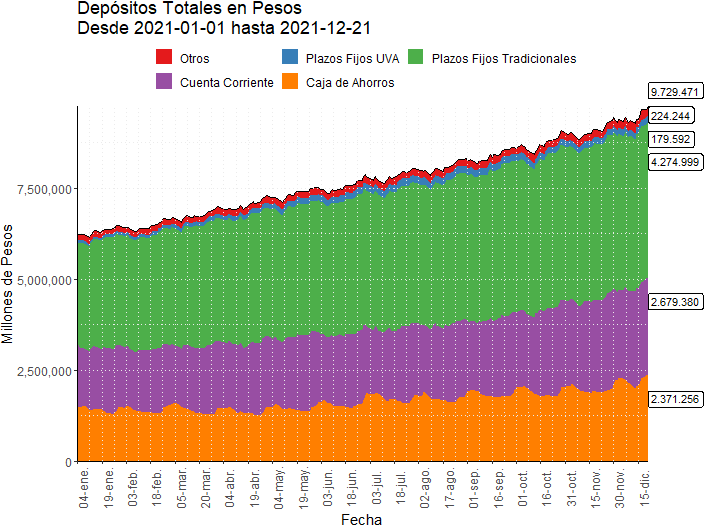 Depósitos Totales en Pesos
Desde 2021-01-01 hasta 2021-12-21
Otros
Plazos Fijos UVA
Plazos Fijos Tradicionales
Cuenta Corriente
Caja de Ahorros
9.729.471
224.244
179.592
4.274.999
2.679.380
2.371.256
Millones de Pesos
7,500,000
5,000,000
2,500,000
0
04-ene.
19-ene.
03-feb.
18-feb.
05-mar.
20-mar.
04-abr.
19-abr.
04-may.
19-may.
03-jun.
18-jun.
03-jul.
18-jul.
02-ago.
17-ago.
01-sep.
16-sep.
01-oct.
16-oct.
31-oct.
15-nov.
30-nov.
15-dic.
Fecha